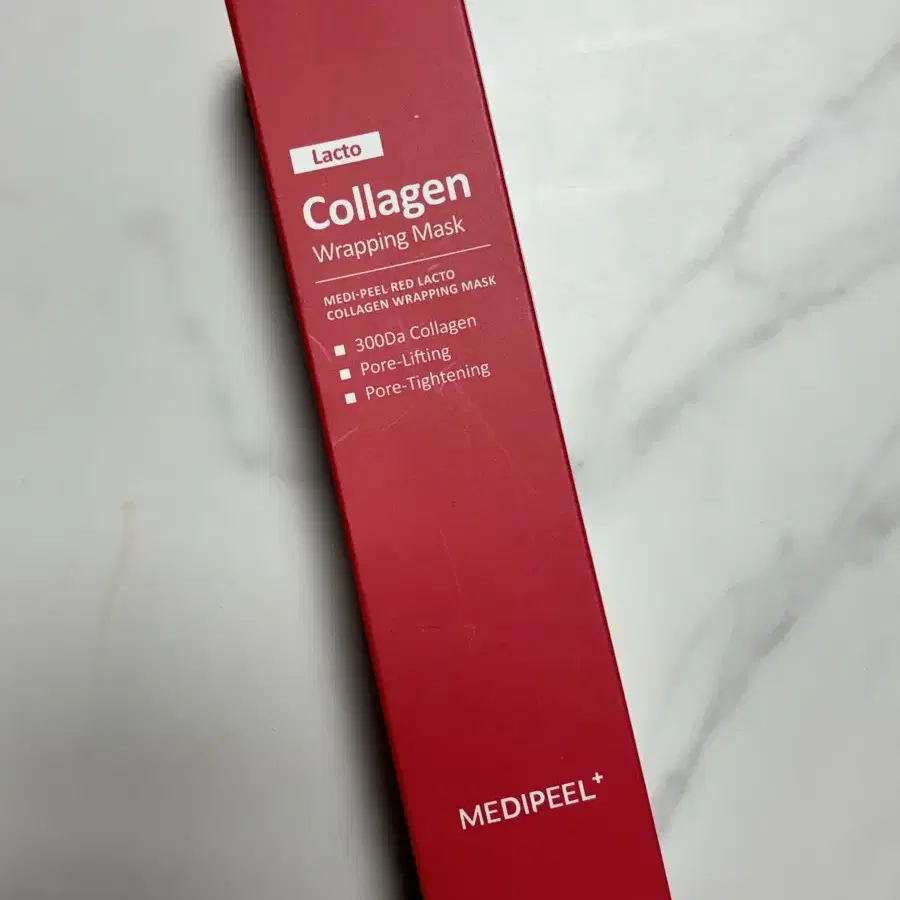 Lacto
Collagen
Wrapping Mask
MEDI-PEEL RED LACTO
COLLAGEN WRAPPING MASK
300Da Collagen
Pore-Lifting
Pore-Tightening
MEDIPEEL+